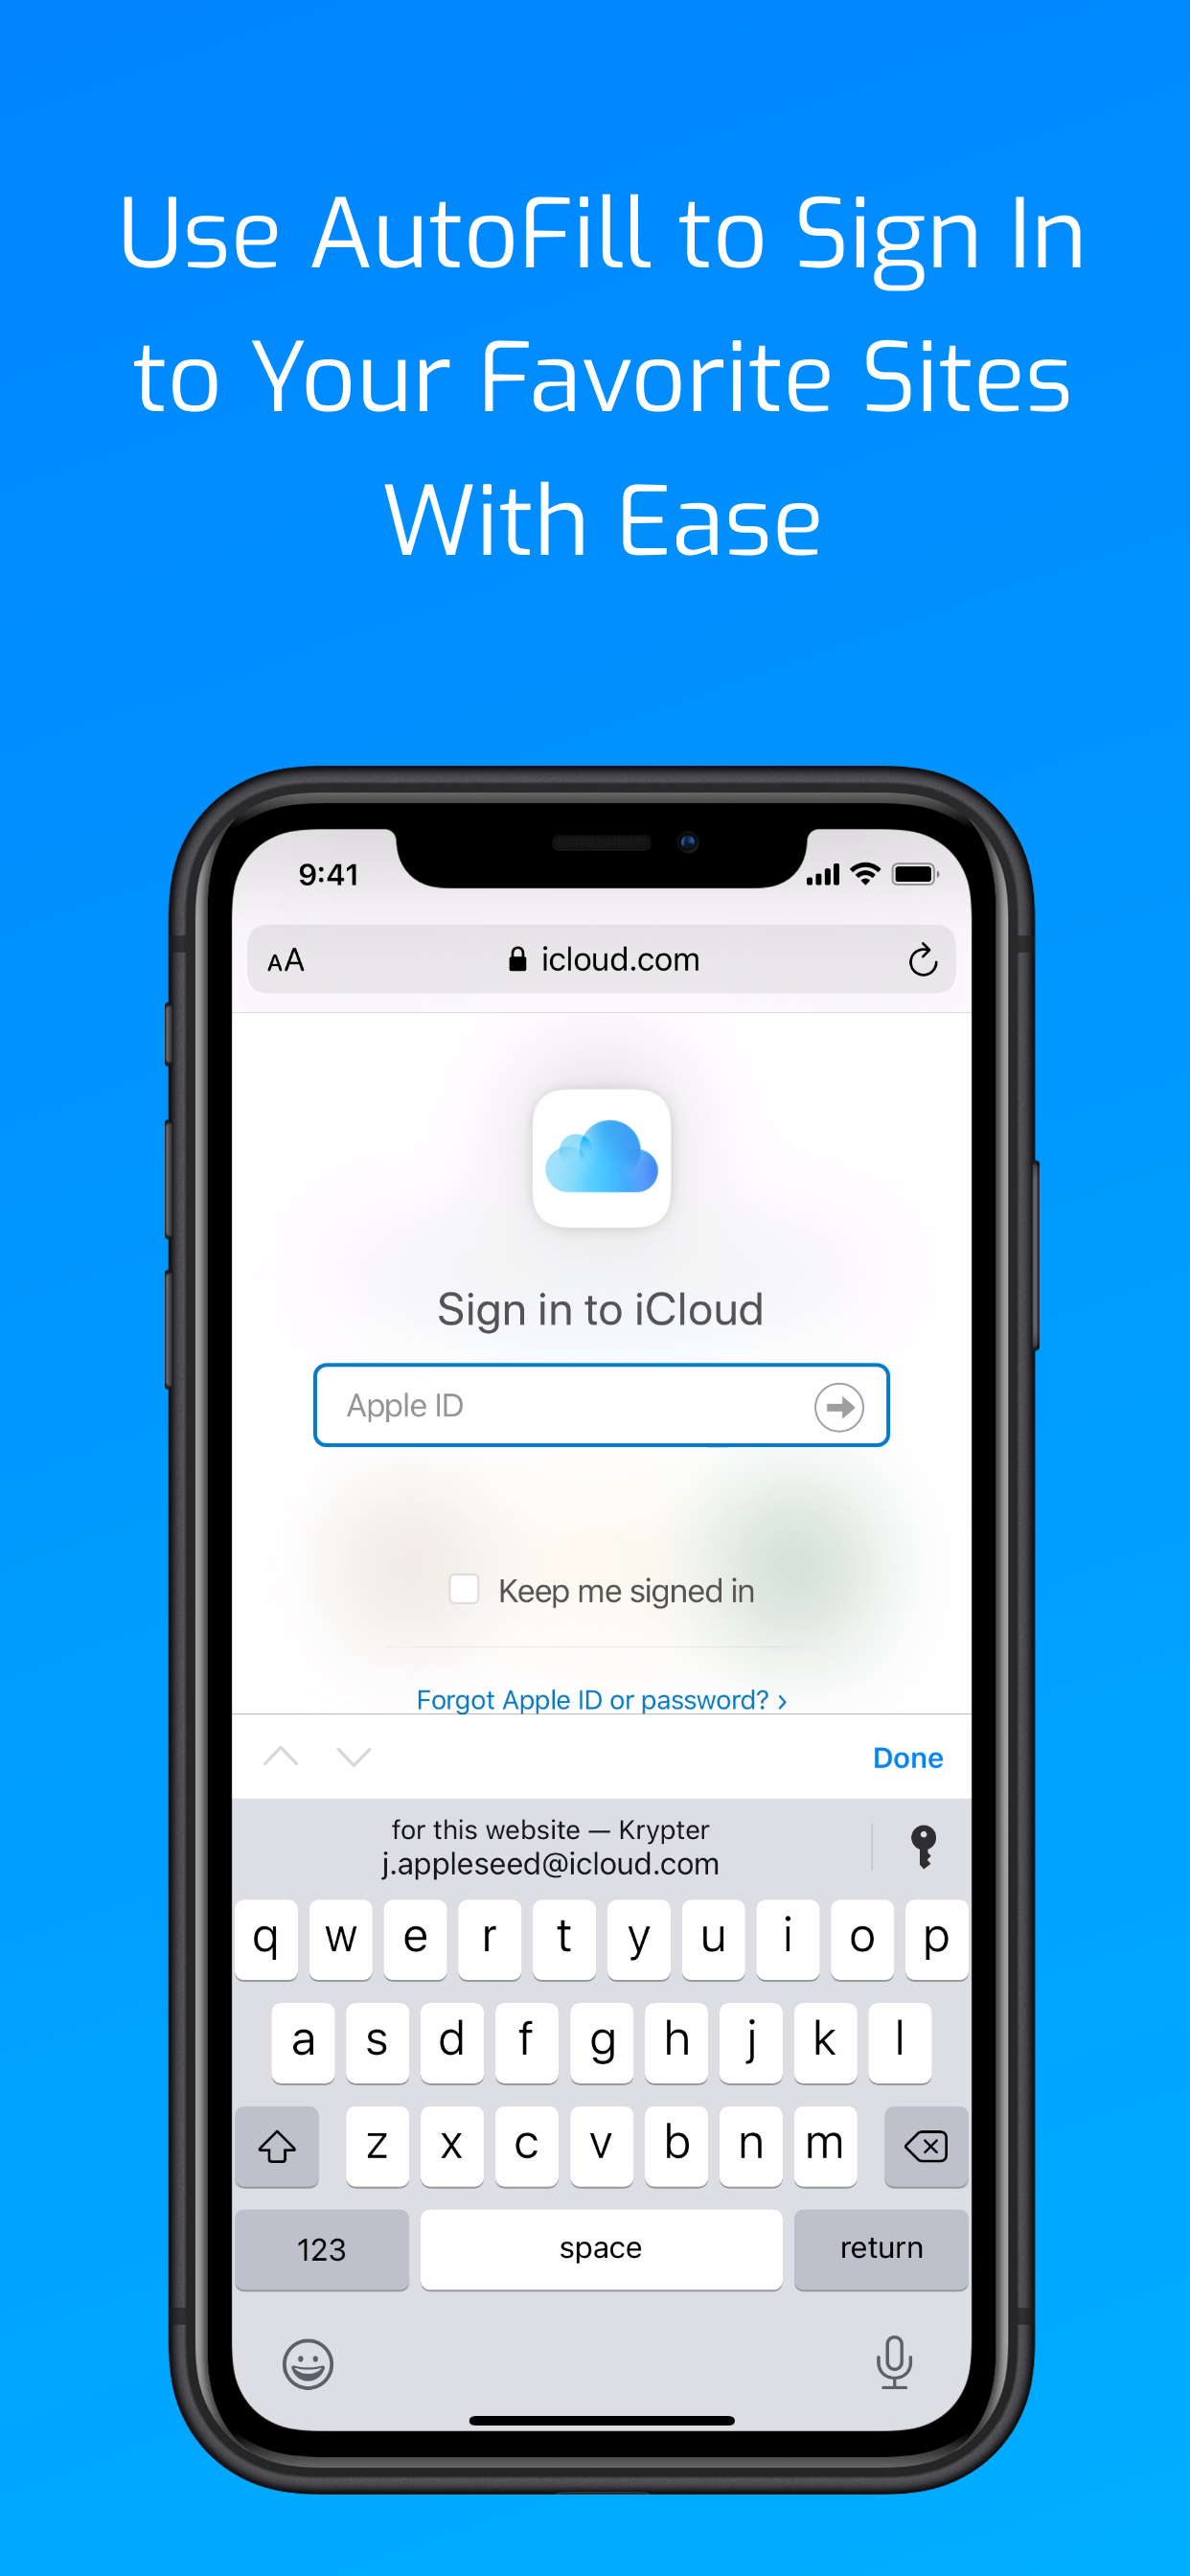 Use AutoFill to Sign In
to Your Favorite Sites
With Ease
9:41
AA icloud.com
Sign in to iCloud
Apple ID
Keep me signed in
Forgot Apple ID or password? ›
Done
for this website — Krypter
j.appleseed@icloud.com
q w e r t y u i o p
a s d f g h j k l
z x c v b n m
123 space return